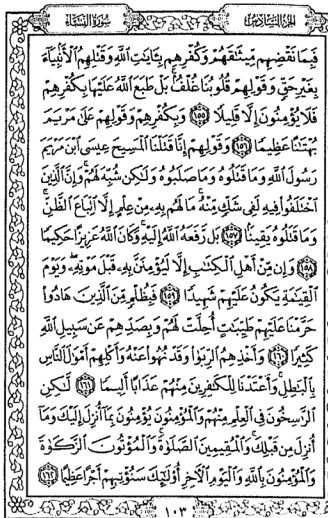 الجزء السادس
سورة النساء
فَبِمَا نَقْضِهِم مِّيثَٰقَهُمْ وَكُفْرِهِم بِـَٔايَٰتِ ٱللَّهِ وَقَتْلِهِمُ ٱلْأَنۢبِيَآءَ
بِغَيْرِ حَقٍّ وَقَوْلِهِمْ قُلُوبُنَا غُلْفٌۢ بَلْ طَبَعَ ٱللَّهُ عَلَيْهَا بِكُفْرِهِمْ
فَلَا يُؤْمِنُونَ إِلَّا قَلِيلًا ١٥٥ وَبِكُفْرِهِمْ وَقَوْلِهِمْ عَلَىٰ مَرْيَمَ
بُهْتَٰنًا عَظِيمًا ١٥٦ وَقَوْلِهِمْ إِنَّا قَتَلْنَا ٱلْمَسِيحَ عِيسَى ٱبْنَ مَرْيَمَ
رَسُولَ ٱللَّهِ وَمَا قَتَلُوهُ وَمَا صَلَبُوهُ وَلَٰكِن شُبِّهَ لَهُمْ ۚ وَإِنَّ ٱلَّذِينَ
ٱخْتَلَفُوا۟ فِيهِ لَفِى شَكٍّ مِّنْهُ ۚ مَا لَهُم بِهِۦ مِنْ عِلْمٍ إِلَّا ٱتِّبَاعَ ٱلظَّنِّ ۚ
وَمَا قَتَلُوهُ يَقِينًۢا ١٥٧ بَل رَّفَعَهُ ٱللَّهُ إِلَيْهِ ۚ وَكَانَ ٱللَّهُ عَزِيزًا حَكِيمًا
١٥٨ وَإِن مِّنْ أَهْلِ ٱلْكِتَٰبِ إِلَّا لَيُؤْمِنَنَّ بِهِۦ قَبْلَ مَوْتِهِۦ ۖ وَيَوْمَ
ٱلْقِيَٰمَةِ يَكُونُ عَلَيْهِمْ شَهِيدًا ١٥٩ فَبِظُلْمٍ مِّنَ ٱلَّذِينَ هَادُوا۟
حَرَّمْنَا عَلَيْهِمْ طَيِّبَٰتٍ أُحِلَّتْ لَهُمْ وَبِصَدِّهِمْ عَن سَبِيلِ ٱللَّهِ
كَثِيرًا ١٦٠ وَأَخْذِهِمُ ٱلرِّبَوٰا۟ وَقَدْ نُهُوا۟ عَنْهُ وَأَكْلِهِمْ أَمْوَٰلَ ٱلنَّاسِ
بِٱلْبَٰطِلِ ۚ وَأَعْتَدْنَا لِلْكَٰفِرِينَ مِنْهُمْ عَذَابًا أَلِيمًا ١٦١ لَّٰكِنِ
ٱلرَّٰسِخُونَ فِى ٱلْعِلْمِ مِنْهُمْ وَٱلْمُؤْمِنُونَ يُؤْمِنُونَ بِمَآ أُنزِلَ إِلَيْكَ وَمَآ
أُنزِلَ مِن قَبْلِكَ ۚ وَٱلْمُقِيمِينَ ٱلصَّلَوٰةَ ۚ وَٱلْمُؤْتُونَ ٱلزَّكَوٰةَ
وَٱلْمُؤْمِنُونَ بِٱللَّهِ وَٱلْيَوْمِ ٱلْـَٔاخِرِ أُو۟لَٰٓئِكَ سَنُؤْتِيهِمْ أَجْرًا عَظِيمًا ١٦٢
١٠٣